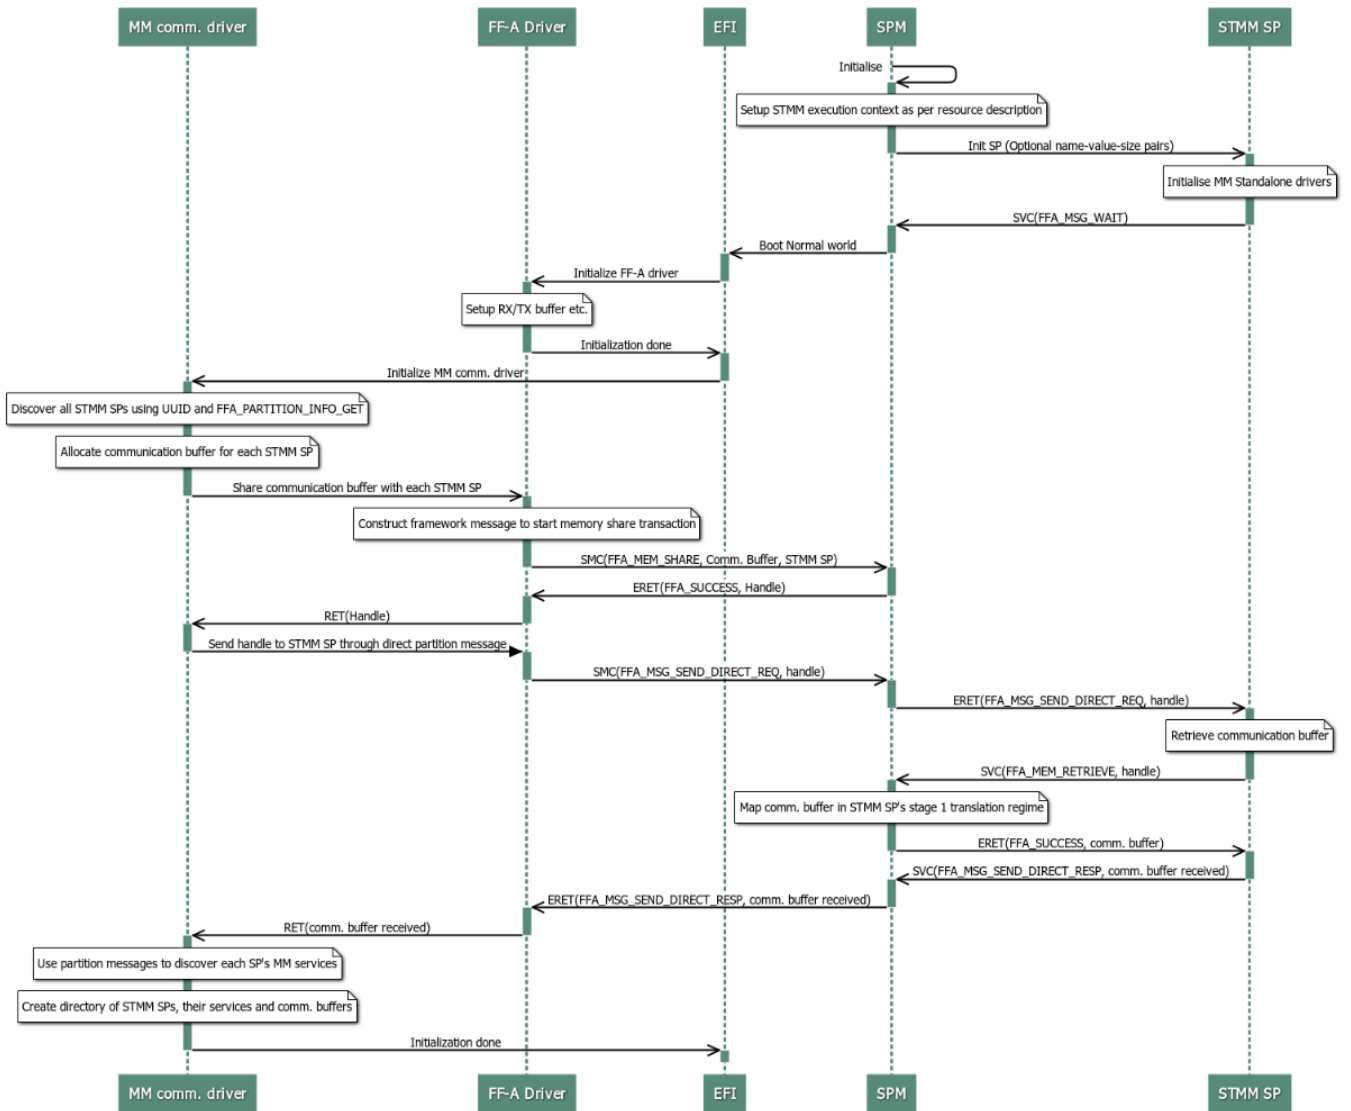 MM comm. driver
FF-A Driver
EFI
SPM
STMM SP
Initialise
Setup STMM execution context as per resource description
Init SP (Optional name-value-size pairs)
Initialise MM Standalone drivers
SVC(FFA_MSG_WAIT)
Boot Normal world
Initialize FF-A driver
Setup RX/TX buffer etc.
Initialization done
Initialize MM comm. driver
Discover all STMM SPs using UUID and FFA_PARTITION_INFO_GET
Allocate communication buffer for each STMM SP
Share communication buffer with each STMM SP
Construct framework message to start memory share transaction
SMC(FFA_MEM_SHARE, Comm. Buffer, STMM SP)
ERET(FFA_SUCCESS, Handle)
RET(Handle)
Send handle to STMM SP through direct partition message
SMC(FFA_MSG_SEND_DIRECT_REQ, handle)
ERET(FFA_MSG_SEND_DIRECT_REQ, handle)
Retrieve communication buffer
SVC(FFA_MEM_RETRIEVE, handle)
Map comm. buffer in STMM SP's stage 1 translation regime
ERET(FFA_SUCCESS, comm. buffer)
SVC(FFA_MSG_SEND_DIRECT_RESP, comm. buffer received)
ERET(FFA_MSG_SEND_DIRECT_RESP, comm. buffer received)
RET(comm. buffer received)
Use partition messages to discover each SP's MM services
Create directory of STMM SPs, their services and comm. buffers
Initialization done
MM comm. driver
FF-A Driver
EFI
SPM
STMM SP